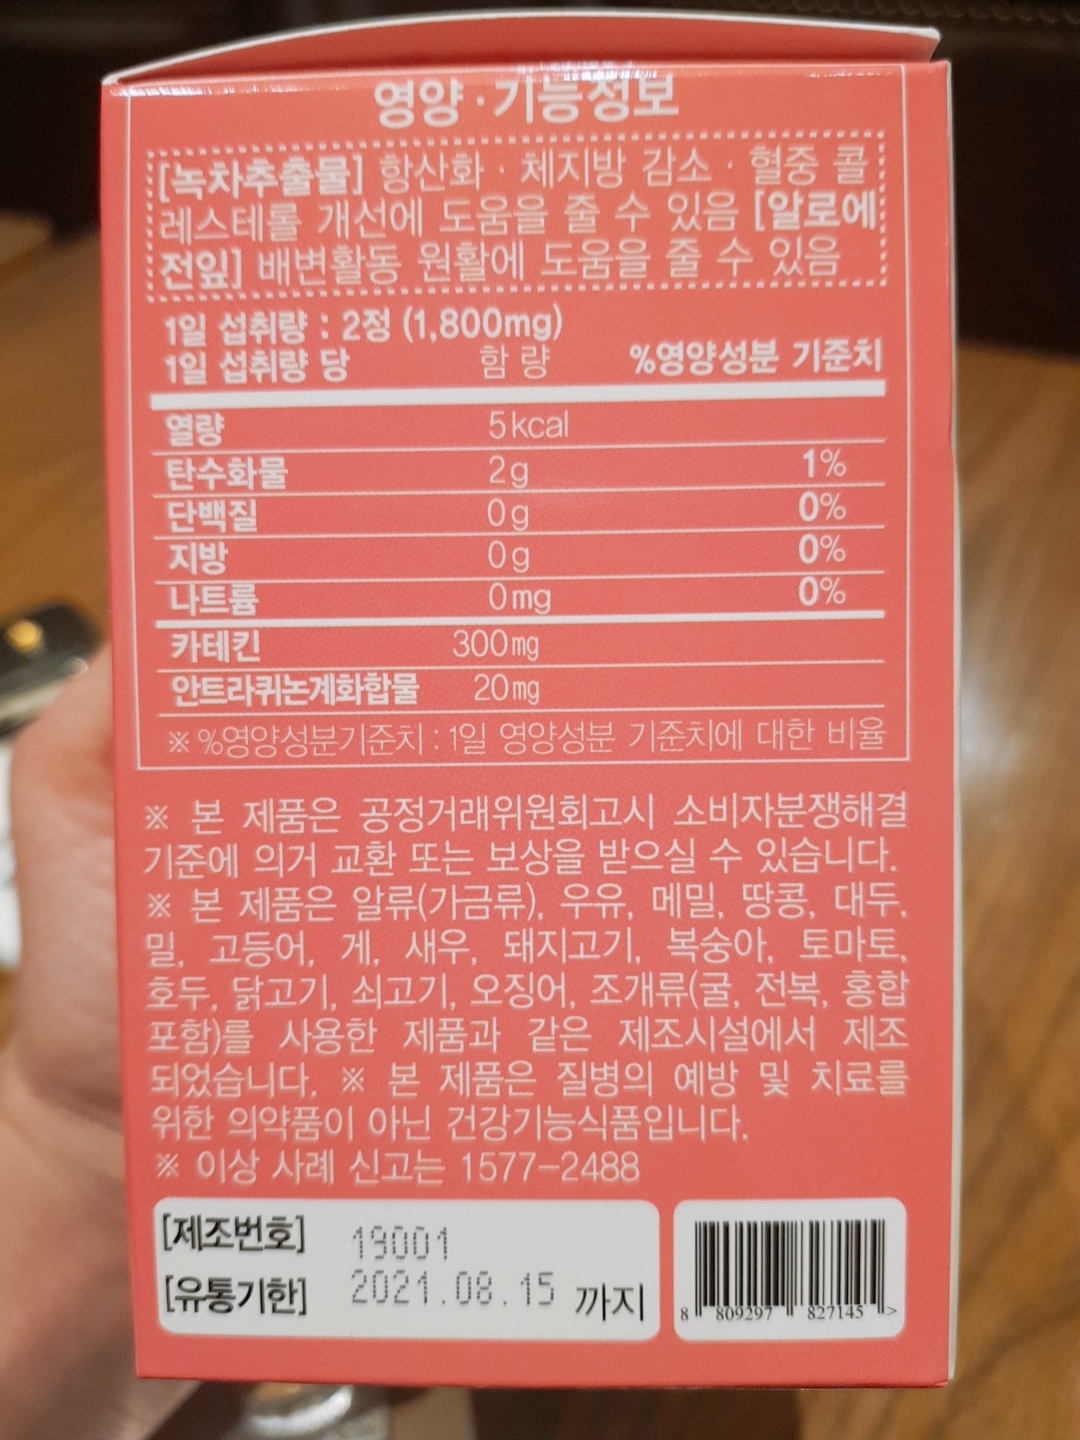 영양·기능정보
[녹차추출물] 항산화 · 체지방 감소 · 혈중 콜
레스테롤 개선에 도움을 줄 수 있음 [알로에
전잎] 배변활동 원활에 도움을 줄 수 있음
1일 섭취량 : 2정 (1,800mg)
1일 섭취량 당 함 량 %영양성분 기준치
열량 5kcal
탄수화물 2g 1%
단백질 0g 0%
지방 0g 0%
나트륨 0mg 0%
카테킨 300mg
안트라퀴논계화합물 20mg
※ %영양성분기준치 : 1일 영양성분 기준치에 대한 비율
※ 본 제품은 공정거래위원회고시 소비자분쟁해결
기준에 의거 교환 또는 보상을 받으실 수 있습니다.
※ 본 제품은 알류(가금류), 우유, 메밀, 땅콩, 대두,
밀, 고등어, 게, 새우, 돼지고기, 복숭아, 토마토,
호두, 닭고기, 쇠고기, 오징어, 조개류(굴, 전복, 홍합
포함)를 사용한 제품과 같은 제조시설에서 제조
되었습니다. ※ 본 제품은 질병의 예방 및 치료를
위한 의약품이 아닌 건강기능식품입니다.
※ 이상 사례 신고는 1577-2488
[제조번호] 19001
[유통기한] 2021.08.15 까지
8 809297 827145 >